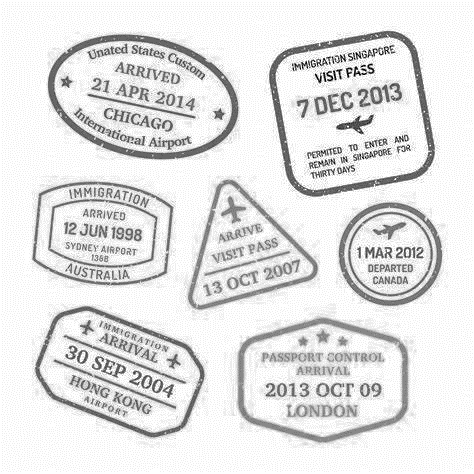 United States Custom
ARRIVED
21 APR 2014
CHICAGO
International Airport
IMMIGRATION SINGAPORE
VISIT PASS
7 DEC 2013
PERMITED TO ENTER AND
REMAIN IN SINGAPORE FOR
THIRTY DAYS
IMMIGRATION
ARRIVED
12 JUN 1998
SYDNEY AIRPORT
136B
AUSTRALIA
ARRIVE
VISIT PASS
13 OCT 2007
1 MAR 2012
DEPARTED
CANADA
IMMIGRATION
ARRIVAL
30 SEP 2004
HONG KONG
AIRPORT
PASSPORT CONTROL
ARRIVAL
2013 OCT 09
LONDON